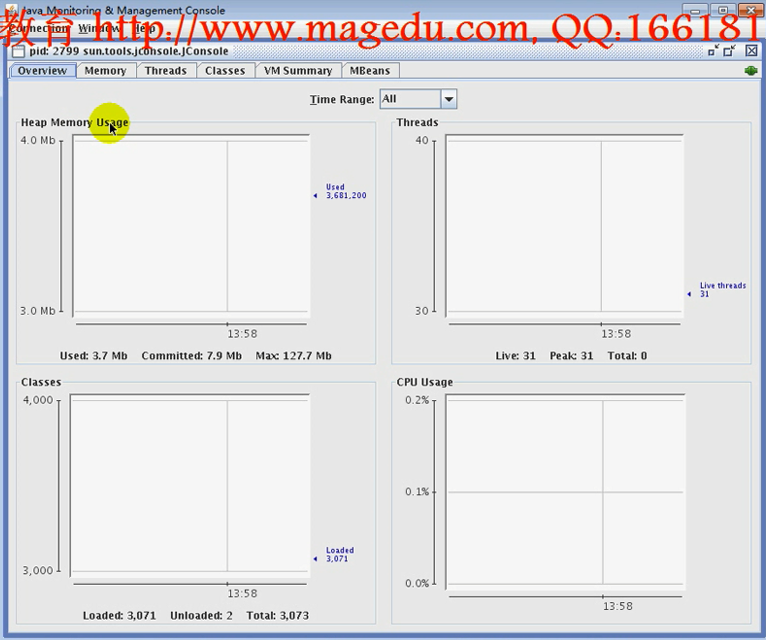 Java Monitoring & Management Console
教育 http://www.magedu.com, QQ:166181
Connection Window Help
pid: 2799 sun.tools.jconsole.JConsole
Overview Memory Threads Classes VM Summary MBeans
Time Range: All
Heap Memory Usage
4.0 Mb
Used
3,681,200
3.0 Mb
13:58
Used: 3.7 Mb Committed: 7.9 Mb Max: 127.7 Mb
Threads
40
Live threads
31
30
13:58
Live: 31 Peak: 31 Total: 0
Classes
4,000
Loaded
3,071
3,000
13:58
Loaded: 3,071 Unloaded: 2 Total: 3,073
CPU Usage
0.2%
0.1%
0.0%
13:58